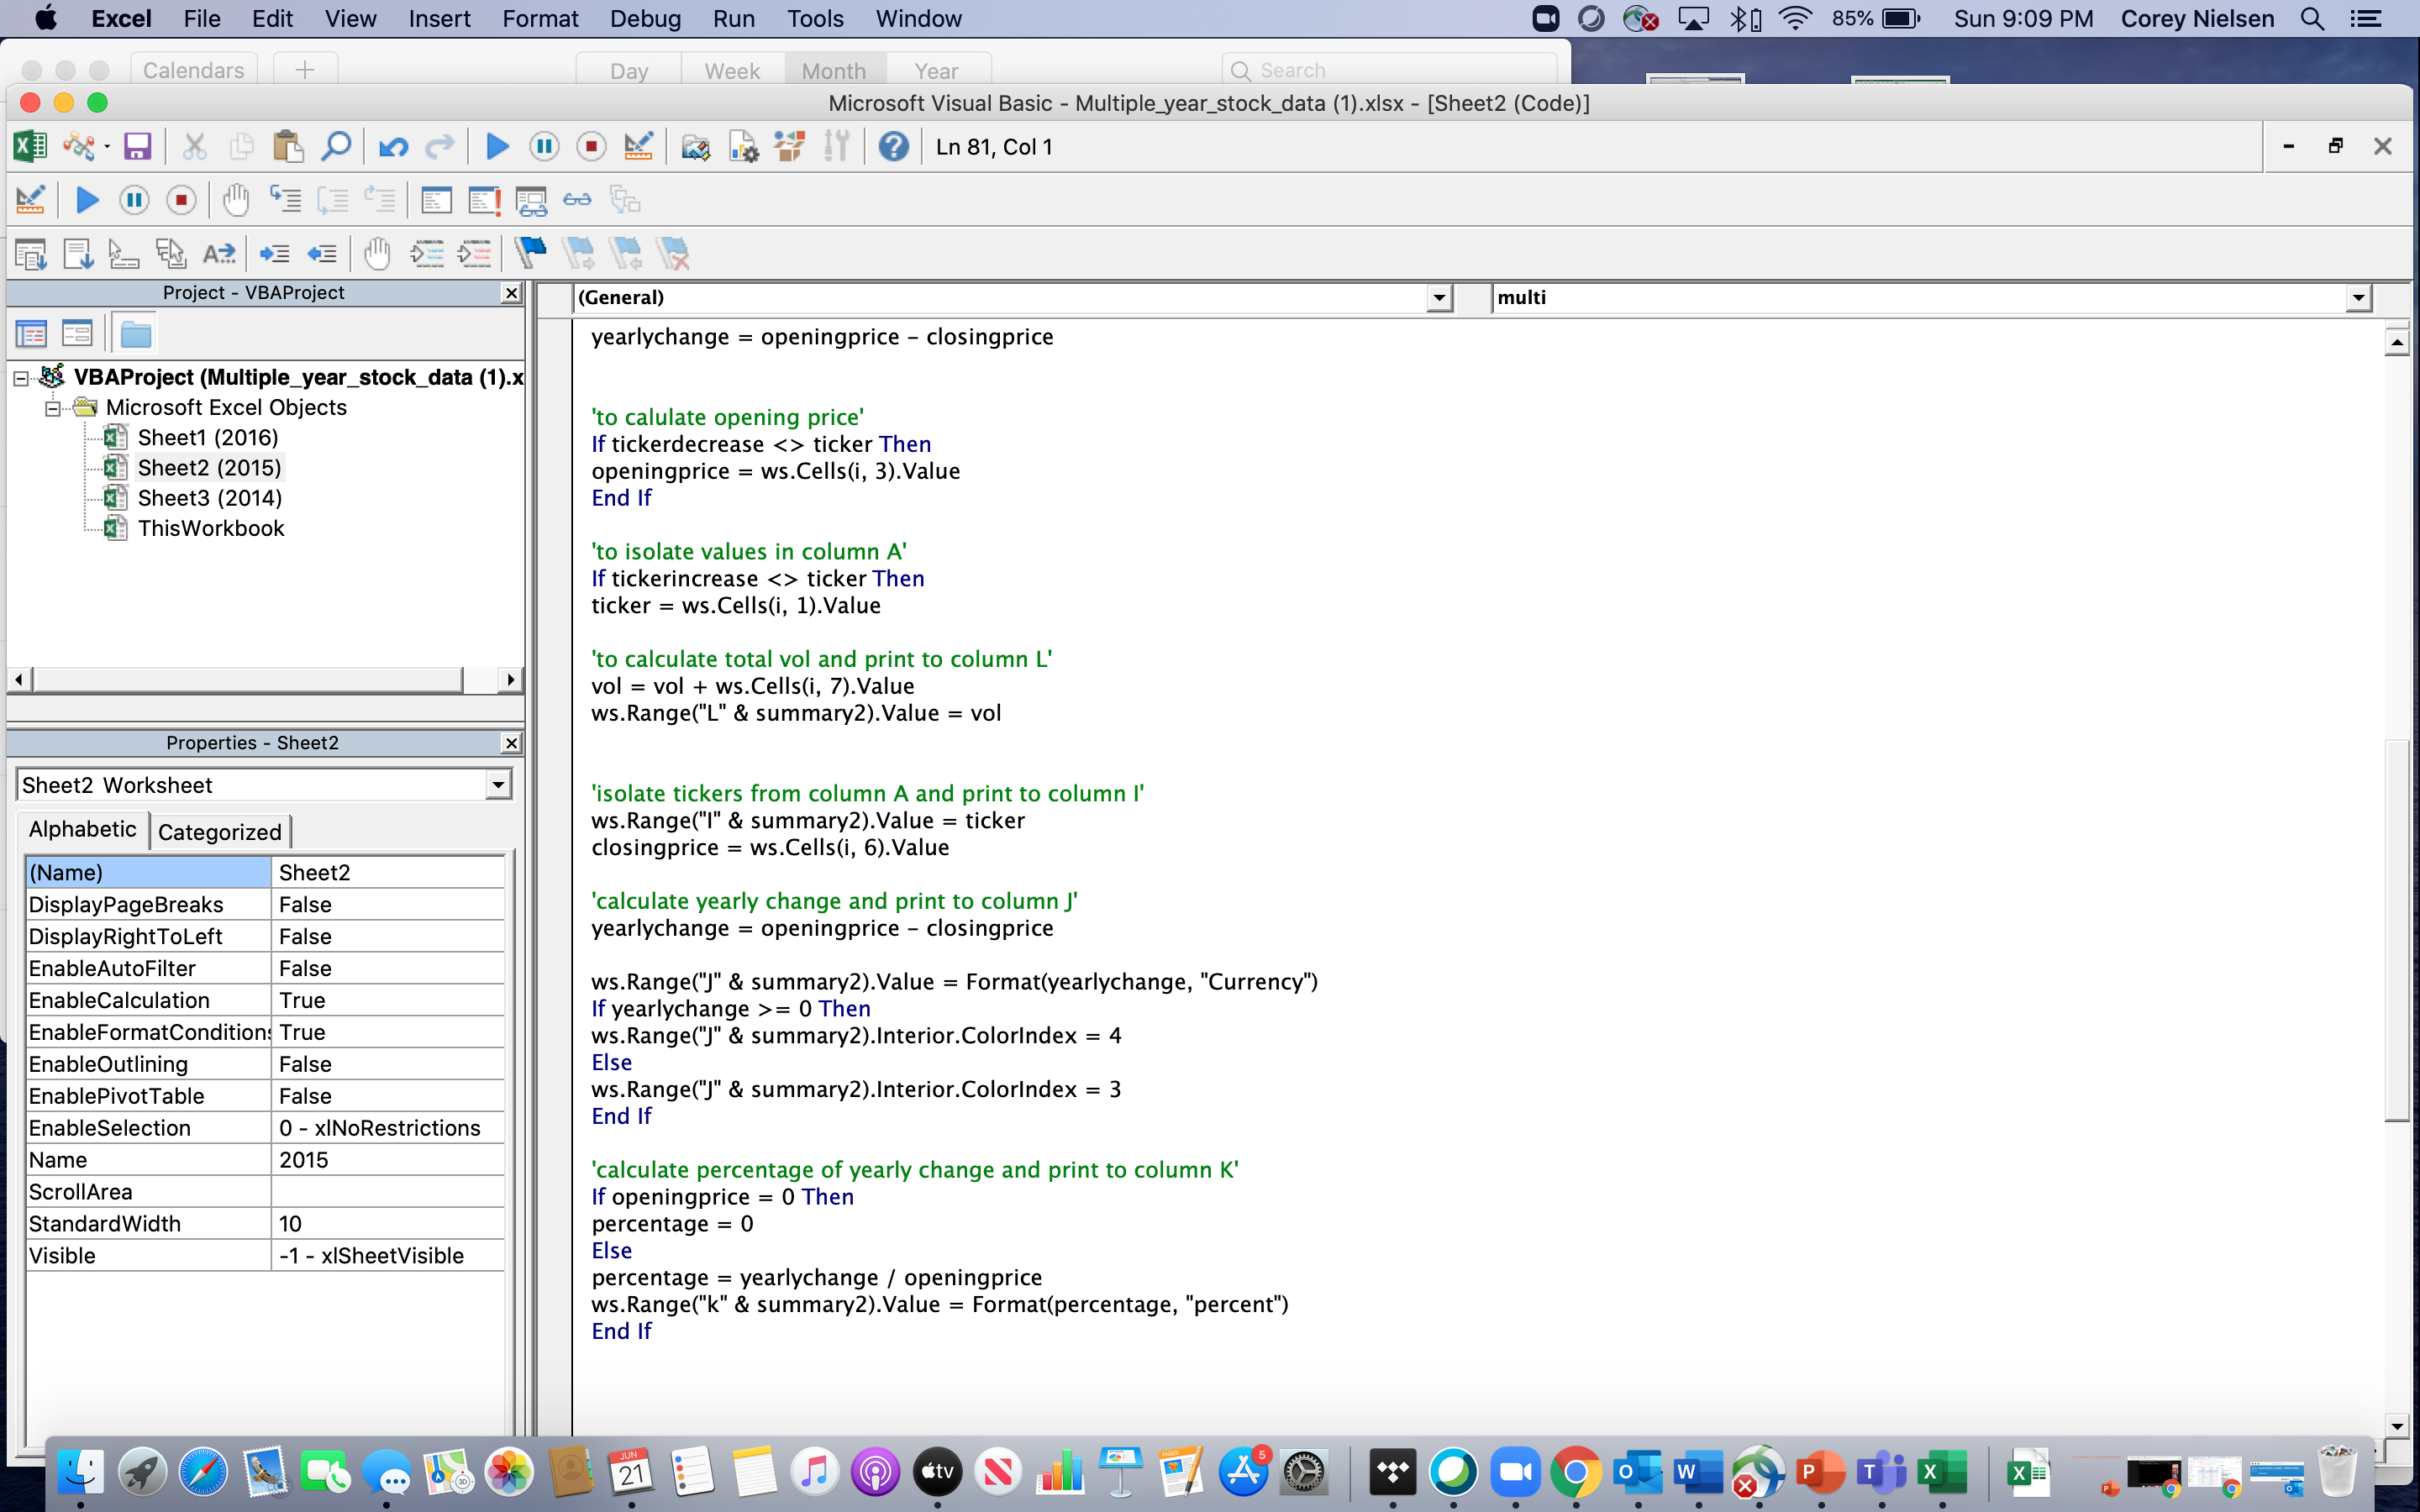 Excel File Edit View Insert Format Debug Run Tools Window 85% Sun 9:09 PM Corey Nielsen
Calendars + Day Week Month Year Search
Microsoft Visual Basic - Multiple_year_stock_data (1).xlsx - [Sheet2 (Code)]
Ln 81, Col 1
Project - VBAProject
(General) multi
VBAProject (Multiple_year_stock_data (1).x
Microsoft Excel Objects
Sheet1 (2016)
Sheet2 (2015)
Sheet3 (2014)
ThisWorkbook
Properties - Sheet2
Sheet2 Worksheet
Alphabetic Categorized
(Name) Sheet2
DisplayPageBreaks False
DisplayRightToLeft False
EnableAutoFilter False
EnableCalculation True
EnableFormatConditions True
EnableOutlining False
EnablePivotTable False
EnableSelection 0 - xlNoRestrictions
Name 2015
ScrollArea
StandardWidth 10
Visible -1 - xlSheetVisible
yearlychange = openingprice - closingprice
'to calulate opening price'
If tickerdecrease <> ticker Then
openingprice = ws.Cells(i, 3).Value
End If
'to isolate values in column A'
If tickerincrease <> ticker Then
ticker = ws.Cells(i, 1).Value
'to calculate total vol and print to column L'
vol = vol + ws.Cells(i, 7).Value
ws.Range("L" & summary2).Value = vol
'isolate tickers from column A and print to column I'
ws.Range("I" & summary2).Value = ticker
closingprice = ws.Cells(i, 6).Value
'calculate yearly change and print to column J'
yearlychange = openingprice - closingprice
ws.Range("J" & summary2).Value = Format(yearlychange, "Currency")
If yearlychange >= 0 Then
ws.Range("J" & summary2).Interior.ColorIndex = 4
Else
ws.Range("J" & summary2).Interior.ColorIndex = 3
End If
'calculate percentage of yearly change and print to column K'
If openingprice = 0 Then
percentage = 0
Else
percentage = yearlychange / openingprice
ws.Range("k" & summary2).Value = Format(percentage, "percent")
End If
JUN
21
tv
5